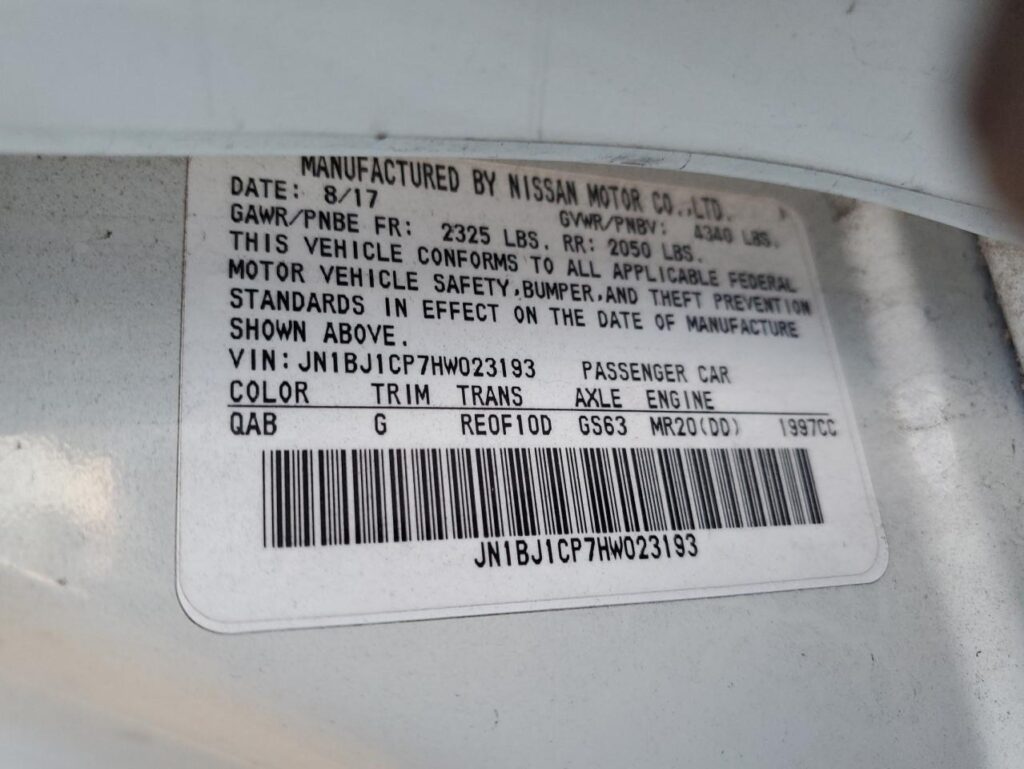 MANUFACTURED BY NISSAN MOTOR CO.,LTD.
DATE: 8/17 GVWR/PNBV: 4340 LBS.
GAWR/PNBE FR: 2325 LBS. RR: 2050 LBS.
THIS VEHICLE CONFORMS TO ALL APPLICABLE FEDERAL
MOTOR VEHICLE SAFETY,BUMPER,AND THEFT PREVENTION
STANDARDS IN EFFECT ON THE DATE OF MANUFACTURE
SHOWN ABOVE.
VIN: JN1BJ1CP7HW023193 PASSENGER CAR
COLOR TRIM TRANS AXLE ENGINE
QAB G RE0F10D GS63 MR20(DD) 1997CC
JN1BJ1CP7HW023193